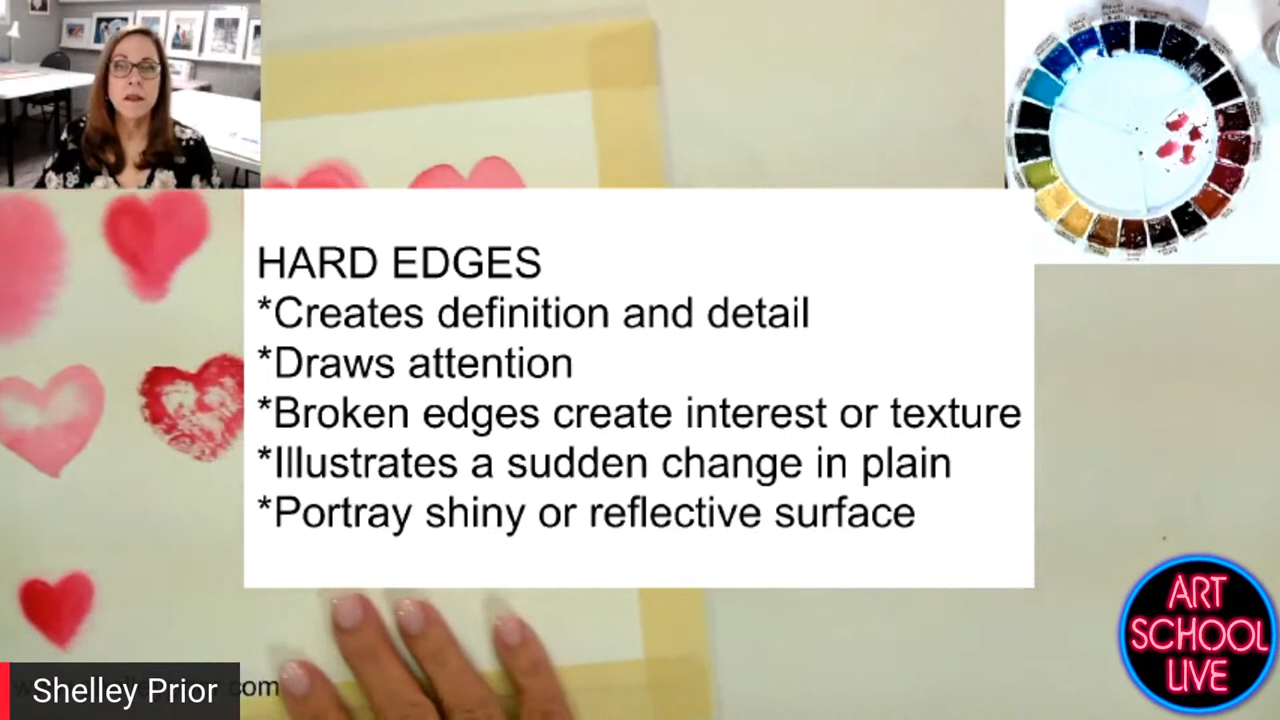 HARD EDGES
*Creates definition and detail
*Draws attention
*Broken edges create interest or texture
*Illustrates a sudden change in plain
*Portray shiny or reflective surface
ART
SCHOOL
LIVE
Shelley Prior
com